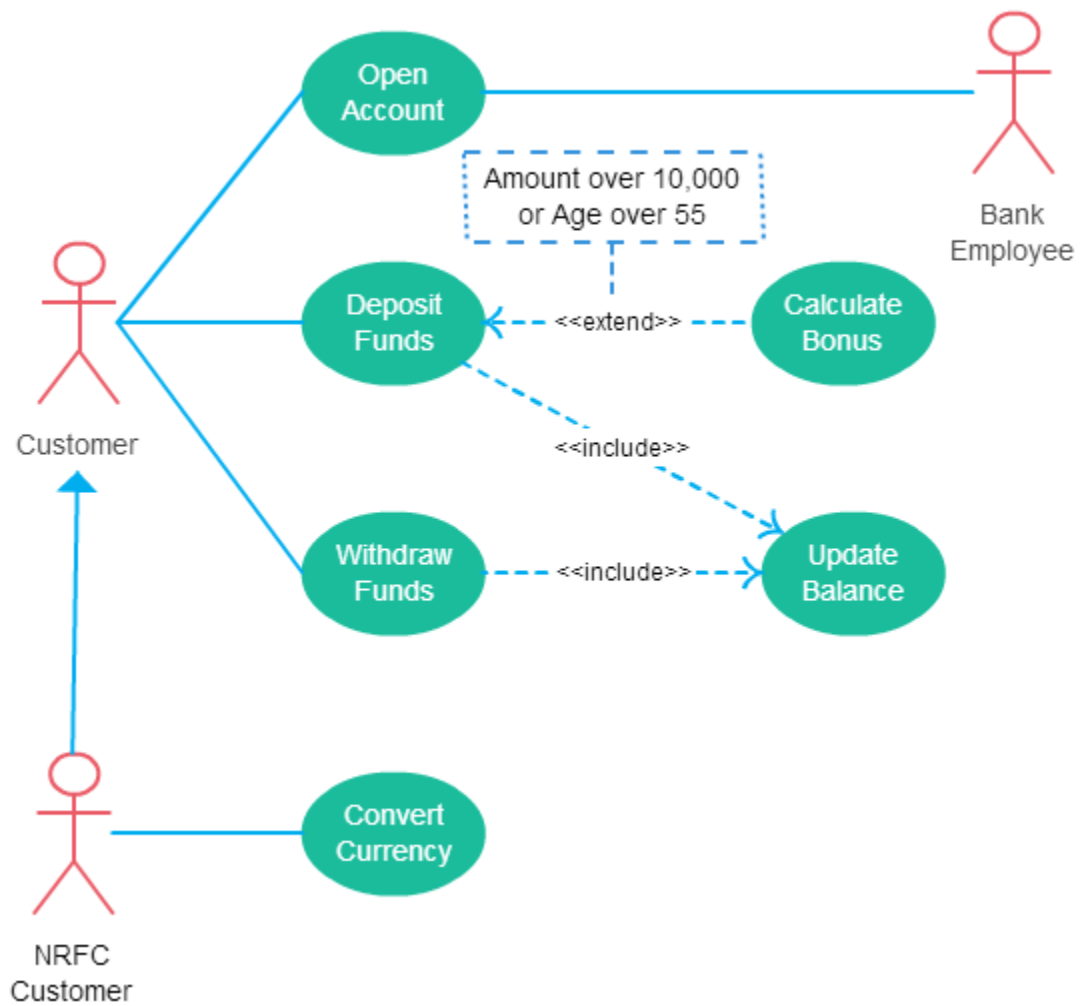 Open
Account
Amount over 10,000
or Age over 55
Bank
Employee
Deposit
Funds
<<extend>>
Calculate
Bonus
Customer
<<include>>
Withdraw
Funds
<<include>>
Update
Balance
Convert
Currency
NRFC
Customer